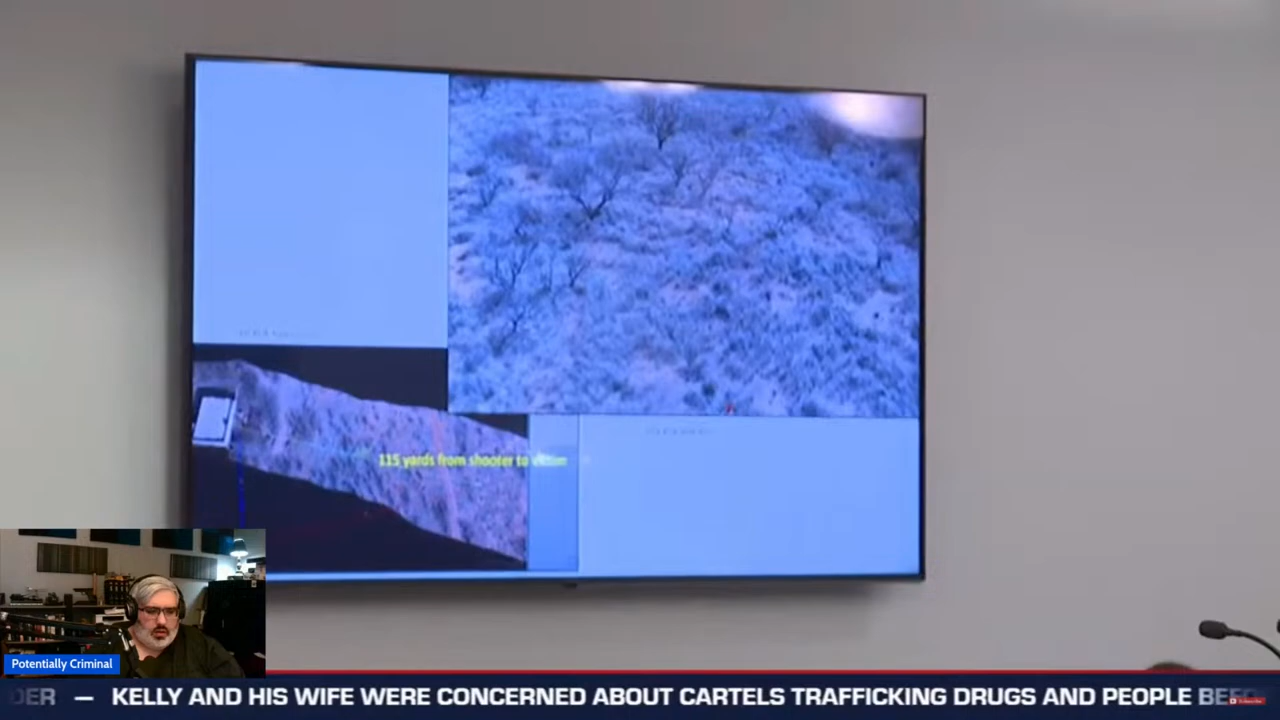 115 yards from shooter to victim
Potentially Criminal
DER — KELLY AND HIS WIFE WERE CONCERNED ABOUT CARTELS TRAFFICKING DRUGS AND PEOPLE